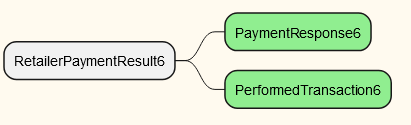 PaymentResponse6
RetailerPaymentResult6
PerformedTransaction6